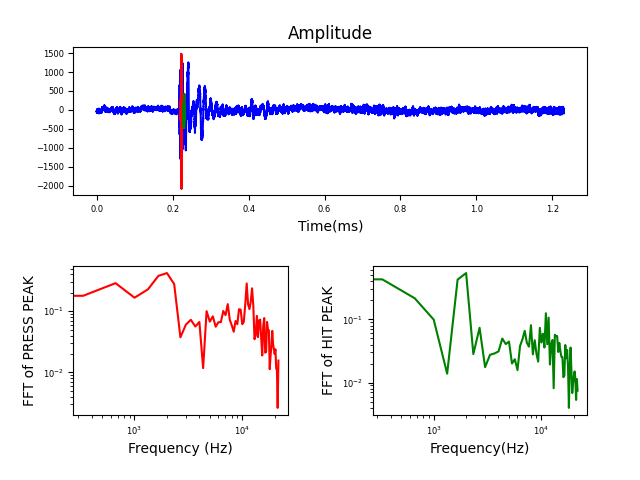 Amplitude
1500
1000
500
0
−500
−1000
−1500
−2000
0.0 0.2 0.4 0.6 0.8 1.0 1.2
Time(ms)
FFT of PRESS PEAK
10⁻¹
10⁻²
10³ 10⁴
Frequency (Hz)
FFT of HIT PEAK
10⁻¹
10⁻²
10³ 10⁴
Frequency(Hz)